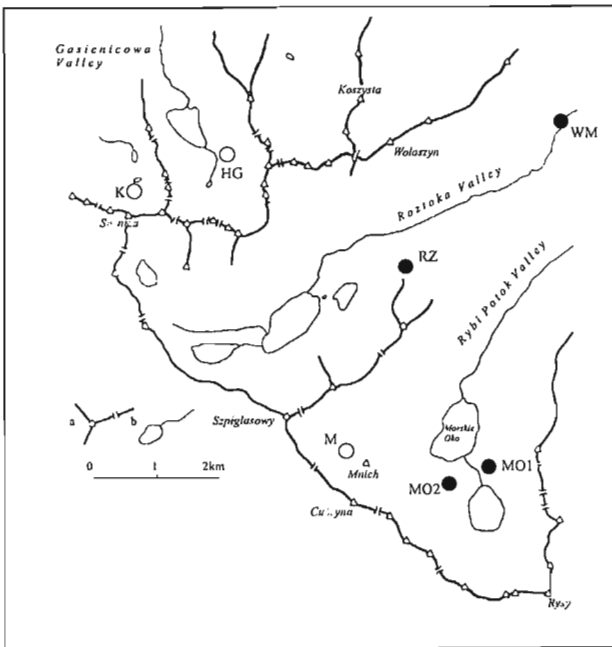 Gasienicowa
Valley
Koszysta
WM
HG
Wołoszyn
K
Roztoka Valley
RZ
Rybi Potok Valley
a
b
Szpiglasowy
0 1 2km
M
Mnich
Morskie
Oko
MO1
MO2
Rysy